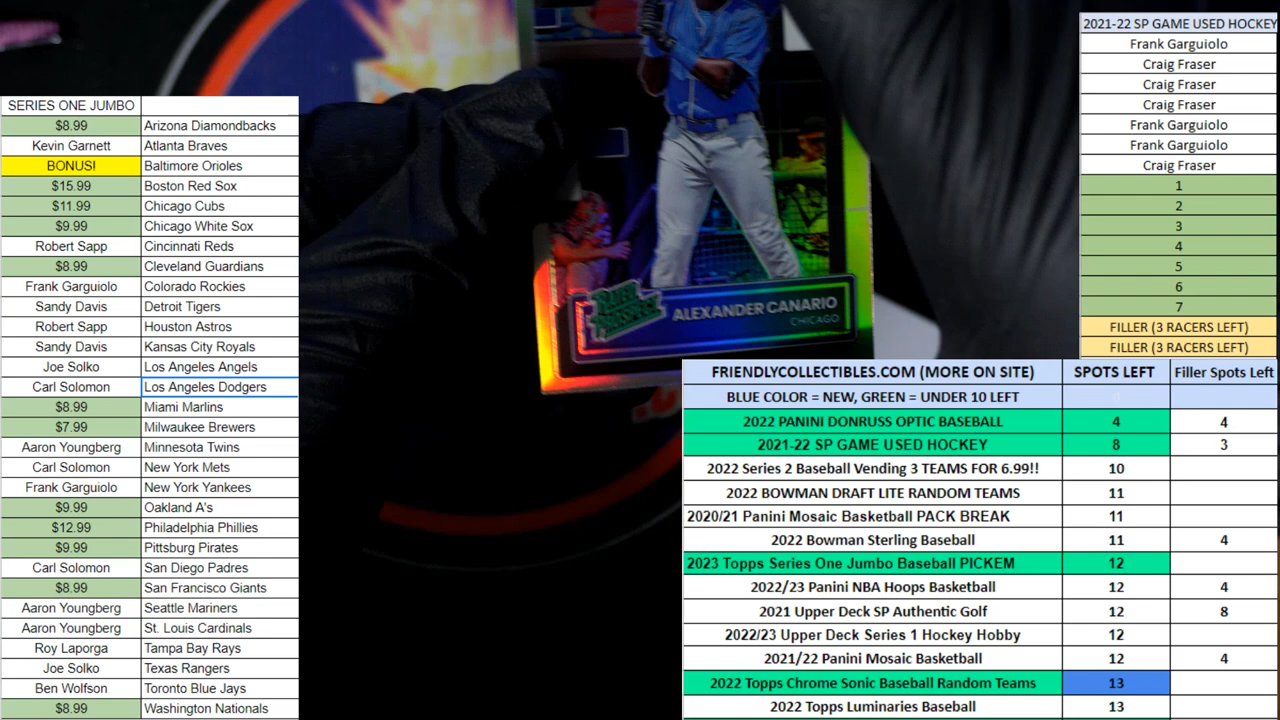 SERIES ONE JUMBO
$8.99 Arizona Diamondbacks
Kevin Garnett Atlanta Braves
BONUS! Baltimore Orioles
$15.99 Boston Red Sox
$11.99 Chicago Cubs
$9.99 Chicago White Sox
Robert Sapp Cincinnati Reds
$8.99 Cleveland Guardians
Frank Garguiolo Colorado Rockies
Sandy Davis Detroit Tigers
Robert Sapp Houston Astros
Sandy Davis Kansas City Royals
Joe Solko Los Angeles Angels
Carl Solomon Los Angeles Dodgers
$8.99 Miami Marlins
$7.99 Milwaukee Brewers
Aaron Youngberg Minnesota Twins
Carl Solomon New York Mets
Frank Garguiolo New York Yankees
$9.99 Oakland A's
$12.99 Philadelphia Phillies
$9.99 Pittsburg Pirates
Carl Solomon San Diego Padres
$8.99 San Francisco Giants
Aaron Youngberg Seattle Mariners
Aaron Youngberg St. Louis Cardinals
Roy Laporga Tampa Bay Rays
Joe Solko Texas Rangers
Ben Wolfson Toronto Blue Jays
$8.99 Washington Nationals
RATED PROSPECT
ALEXANDER CANARIO
CHICAGO
2021-22 SP GAME USED HOCKEY
Frank Garguiolo
Craig Fraser
Craig Fraser
Craig Fraser
Frank Garguiolo
Frank Garguiolo
Craig Fraser
1
2
3
4
5
6
7
FILLER (3 RACERS LEFT)
FILLER (3 RACERS LEFT)
FRIENDLYCOLLECTIBLES.COM (MORE ON SITE) SPOTS LEFT Filler Spots Left
BLUE COLOR = NEW, GREEN = UNDER 10 LEFT
2022 PANINI DONRUSS OPTIC BASEBALL 4 4
2021-22 SP GAME USED HOCKEY 8 3
2022 Series 2 Baseball Vending 3 TEAMS FOR 6.99!! 10
2022 BOWMAN DRAFT LITE RANDOM TEAMS 11
2020/21 Panini Mosaic Basketball PACK BREAK 11
2022 Bowman Sterling Baseball 11 4
2023 Topps Series One Jumbo Baseball PICKEM 12
2022/23 Panini NBA Hoops Basketball 12 4
2021 Upper Deck SP Authentic Golf 12 8
2022/23 Upper Deck Series 1 Hockey Hobby 12
2021/22 Panini Mosaic Basketball 12 4
2022 Topps Chrome Sonic Baseball Random Teams 13
2022 Topps Luminaries Baseball 13